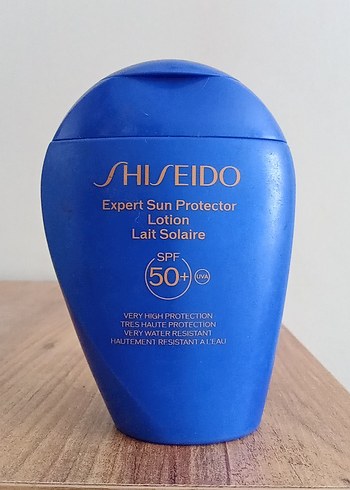 SHISEIDO
Expert Sun Protector
Lotion
Lait Solaire
SPF
50+ UVA
VERY HIGH PROTECTION
TRES HAUTE PROTECTION
VERY WATER RESISTANT
HAUTEMENT RESISTANT A L'EAU